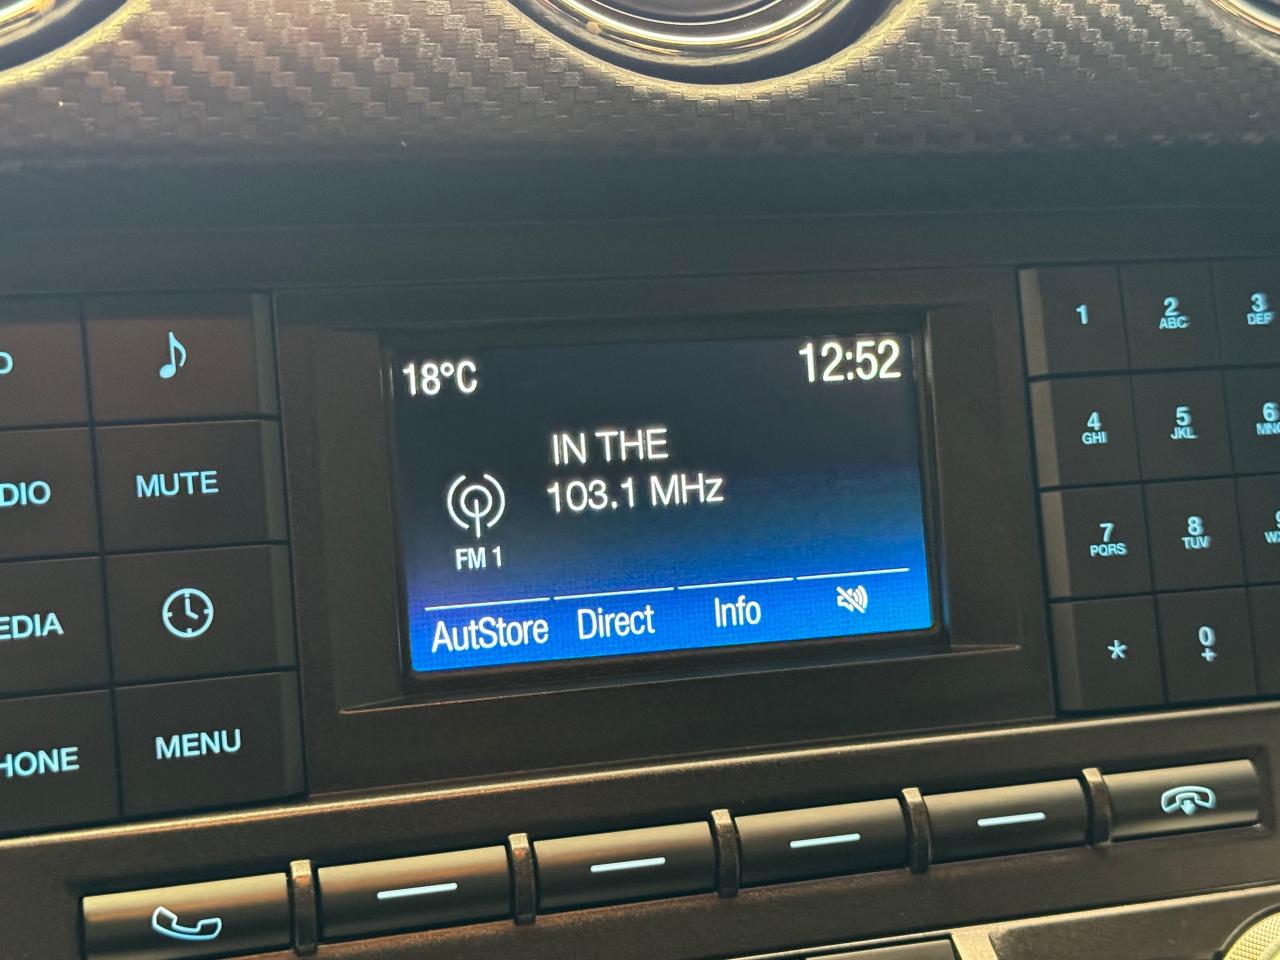 MUTE
MENU
18°C
12:52
IN THE
103.1 MHz
FM 1
AutStore
Direct
Info
1
2
ABC
3
DEF
4
GHI
5
JKL
6
7
PQRS
8
TUV
*
0
+